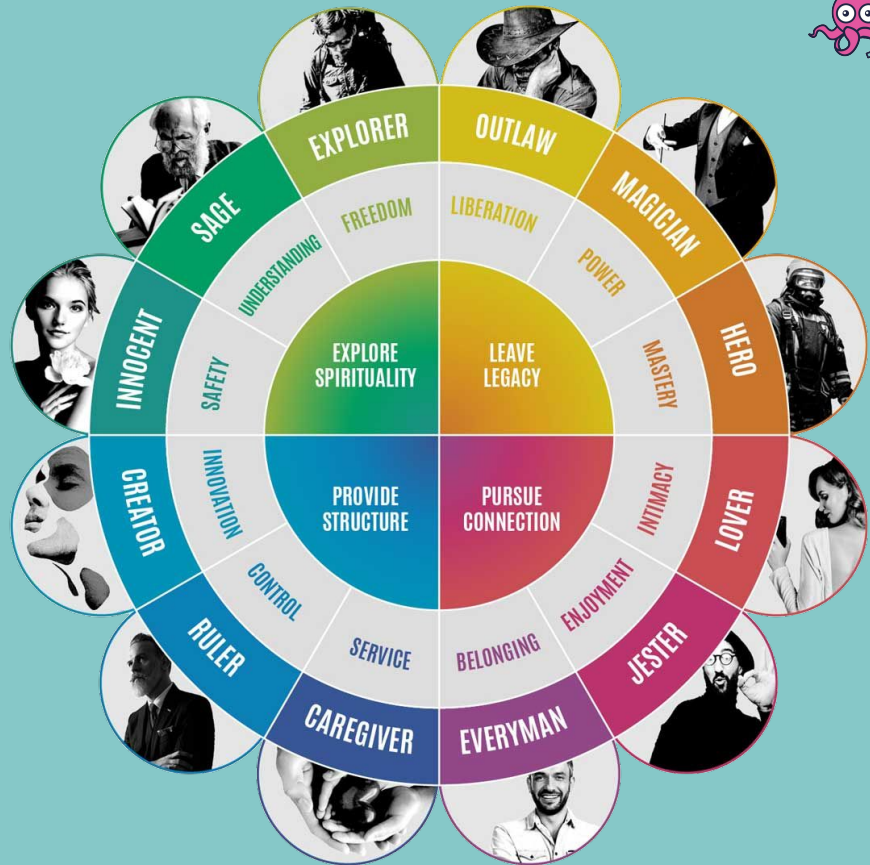 EXPLORER
OUTLAW
MAGICIAN
HERO
LOVER
JESTER
EVERYMAN
CAREGIVER
RULER
CREATOR
INNOCENT
SAGE
FREEDOM
LIBERATION
POWER
MASTERY
INTIMACY
ENJOYMENT
BELONGING
SERVICE
CONTROL
INNOVATION
SAFETY
UNDERSTANDING
EXPLORE
SPIRITUALITY
LEAVE
LEGACY
PROVIDE
STRUCTURE
PURSUE
CONNECTION